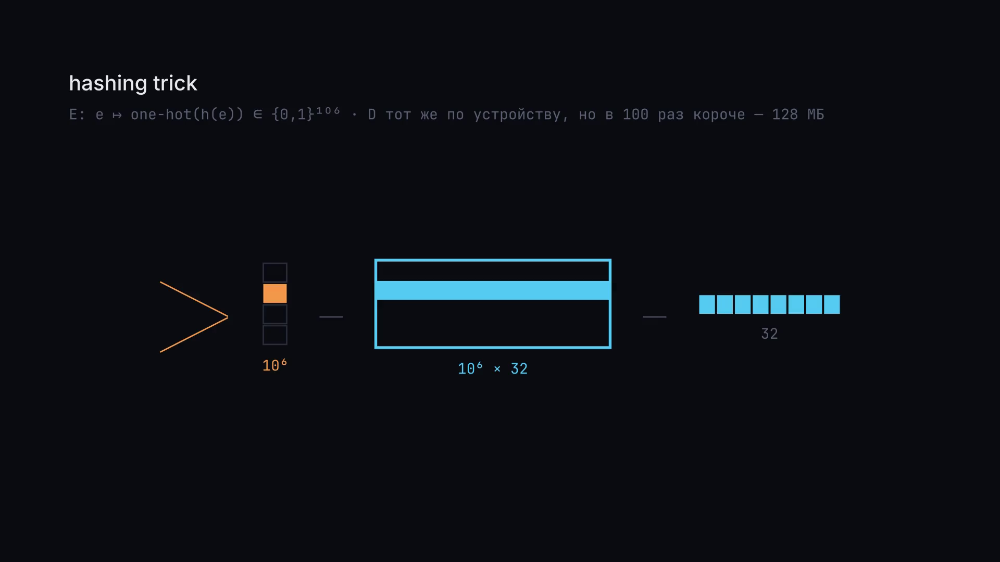 hashing trick
E: e ↦ one-hot(h(e)) ∈ {0,1}¹⁰⁶ · D тот же по устройству, но в 100 раз короче — 128 МБ
32
10⁶
10⁶ × 32